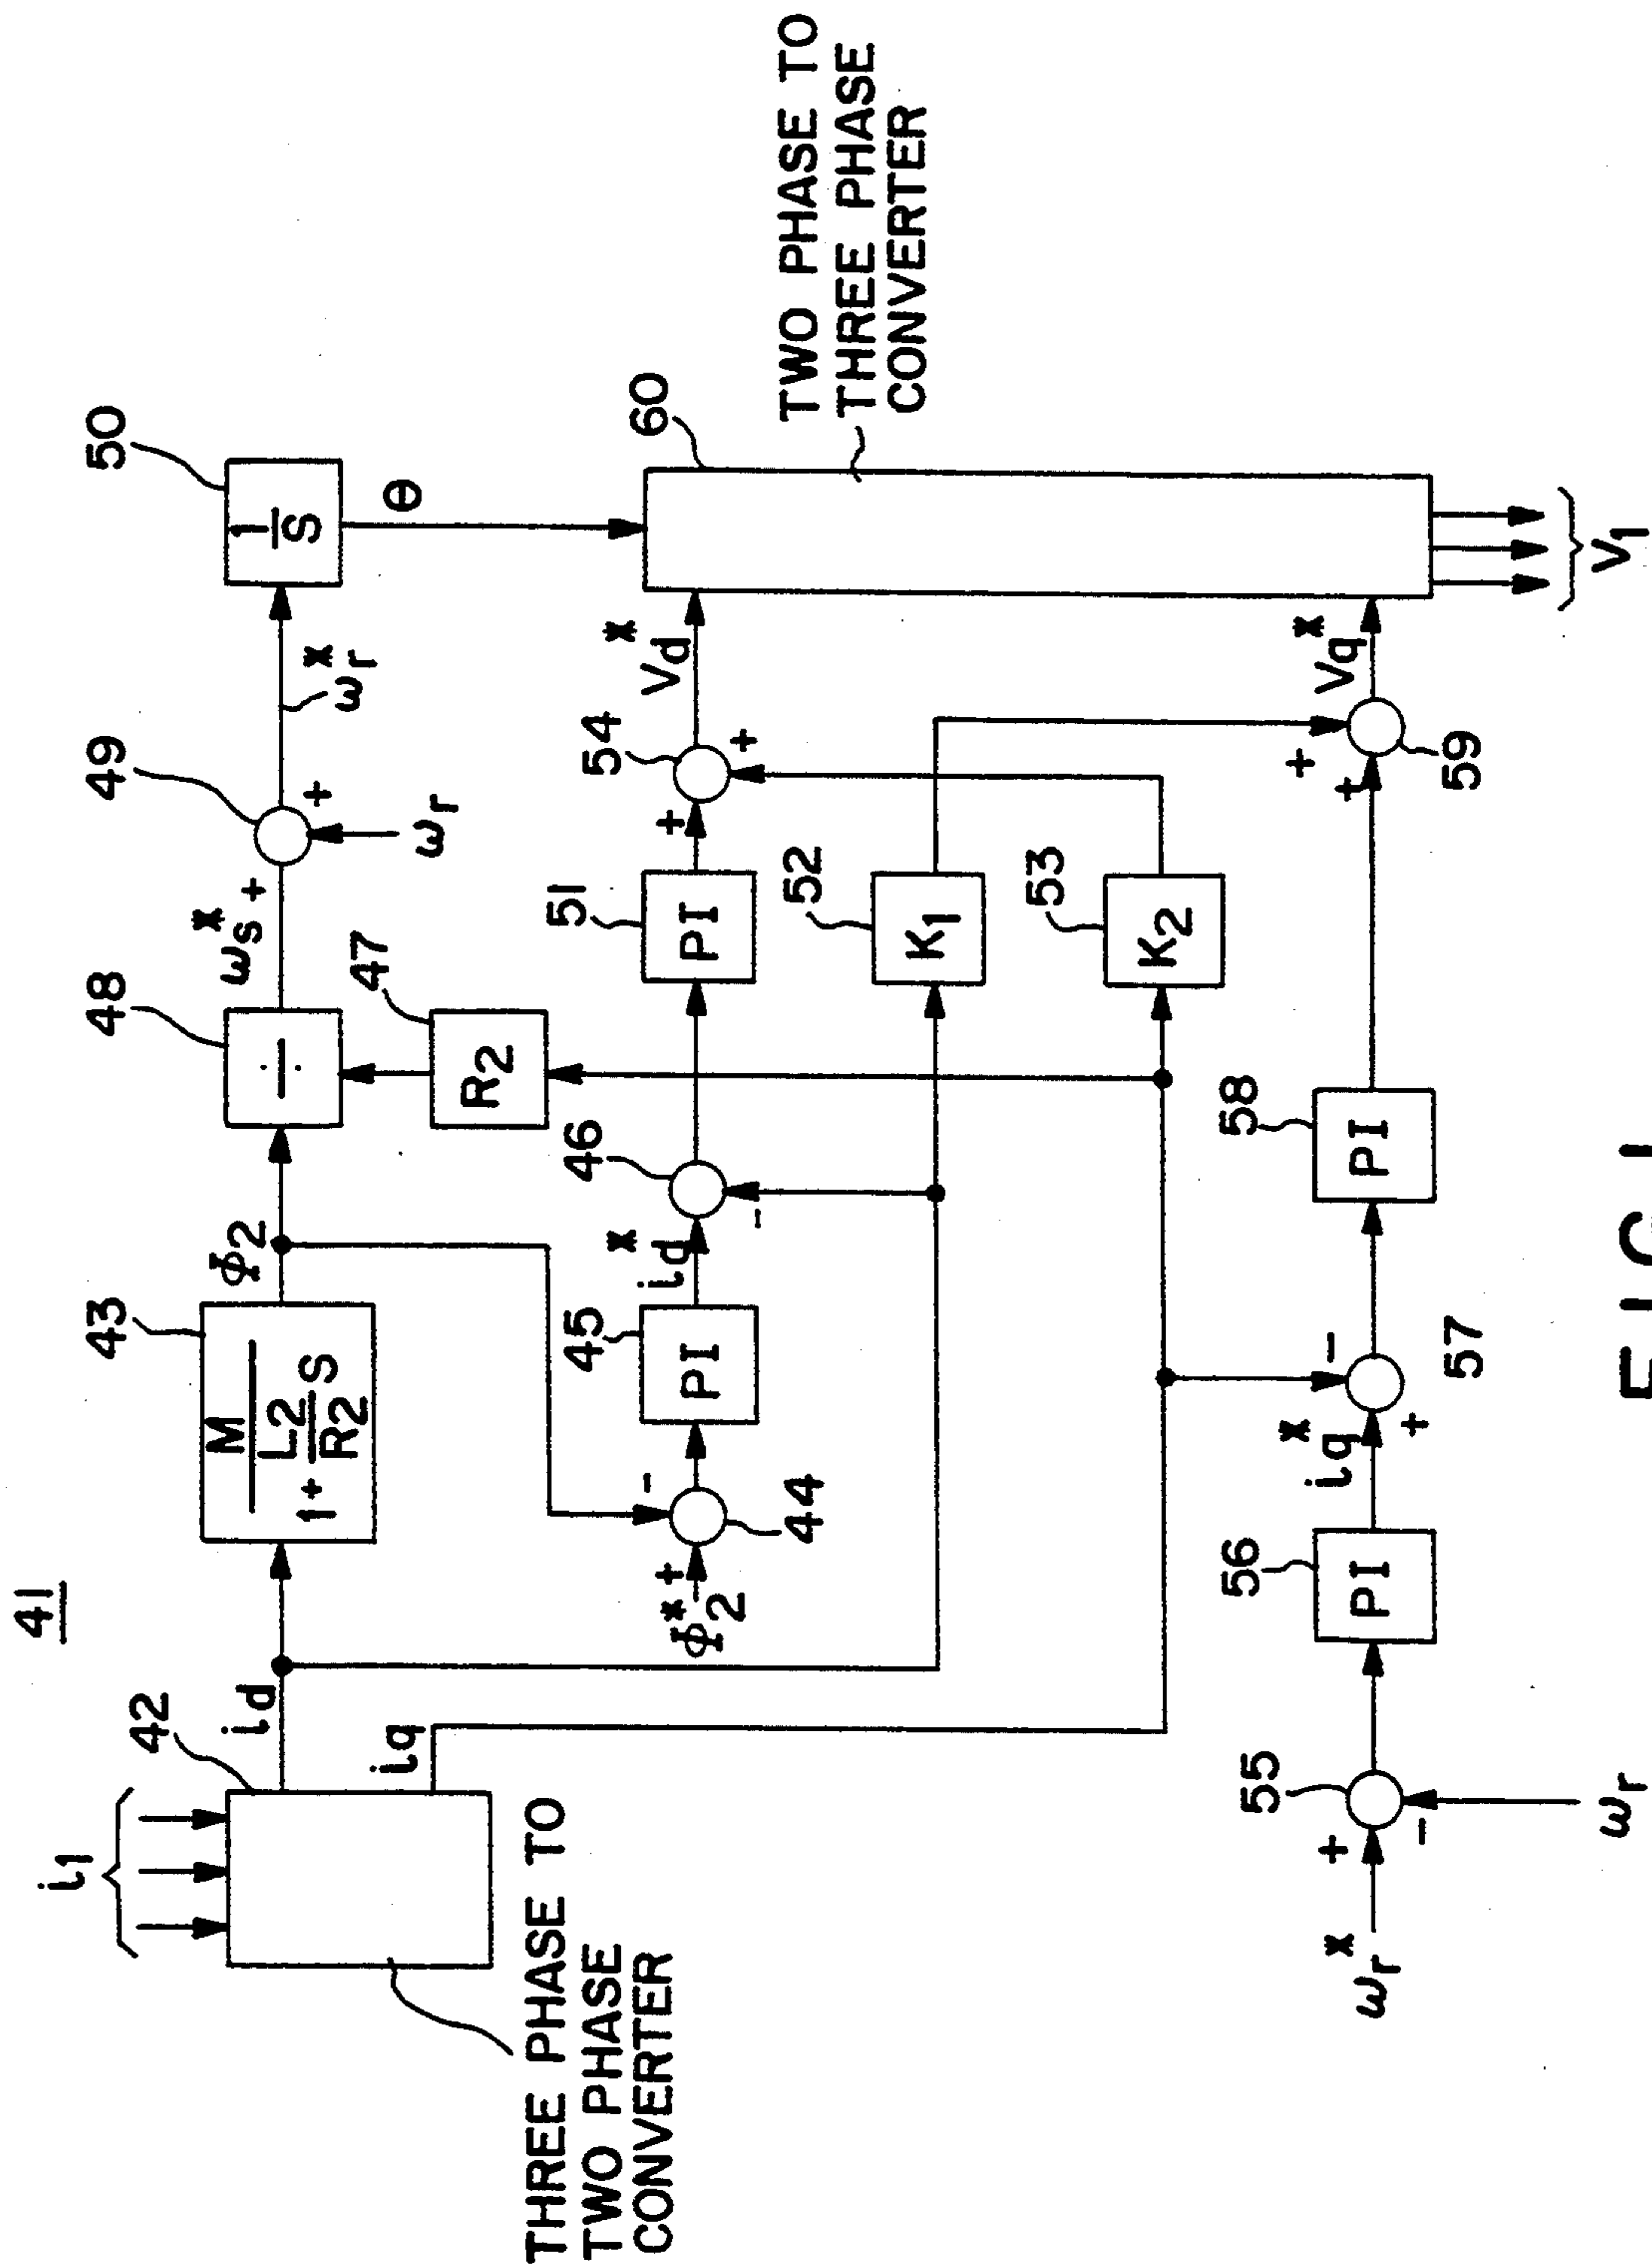 41
i1
42
THREE PHASE TO
TWO PHASE
CONVERTER
id
iq
43
M
1+ L2/R2 S
Φ2
48
÷
ωs*
+
49
+
ωr
ωr*
50
1/S
θ
47
R2
Φ2*
+
-
44
45
PI
id*
46
-
51
PI
+
54
+
Vd*
60
TWO PHASE TO
THREE PHASE
CONVERTER
52
K1
53
K2
ωr*
+
-
ωr
55
56
PI
iq*
+
-
57
58
PI
+
+
59
Vq*
V1